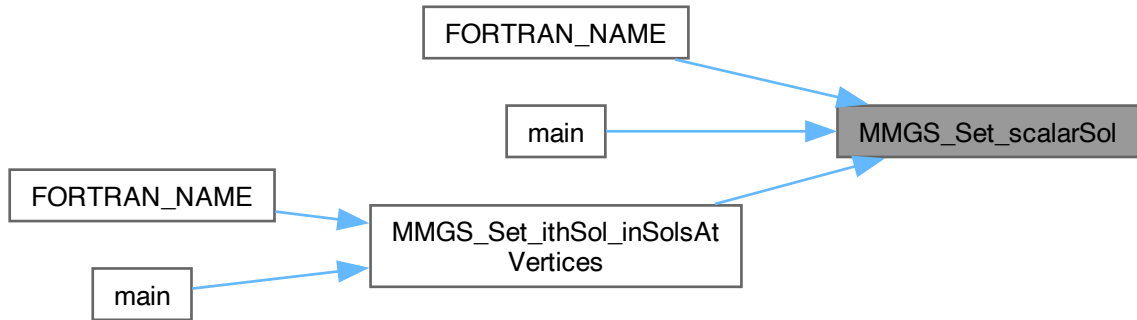 FORTRAN_NAME
main
MMGS_Set_scalarSol
FORTRAN_NAME
MMGS_Set_ithSol_inSolsAt
Vertices
main